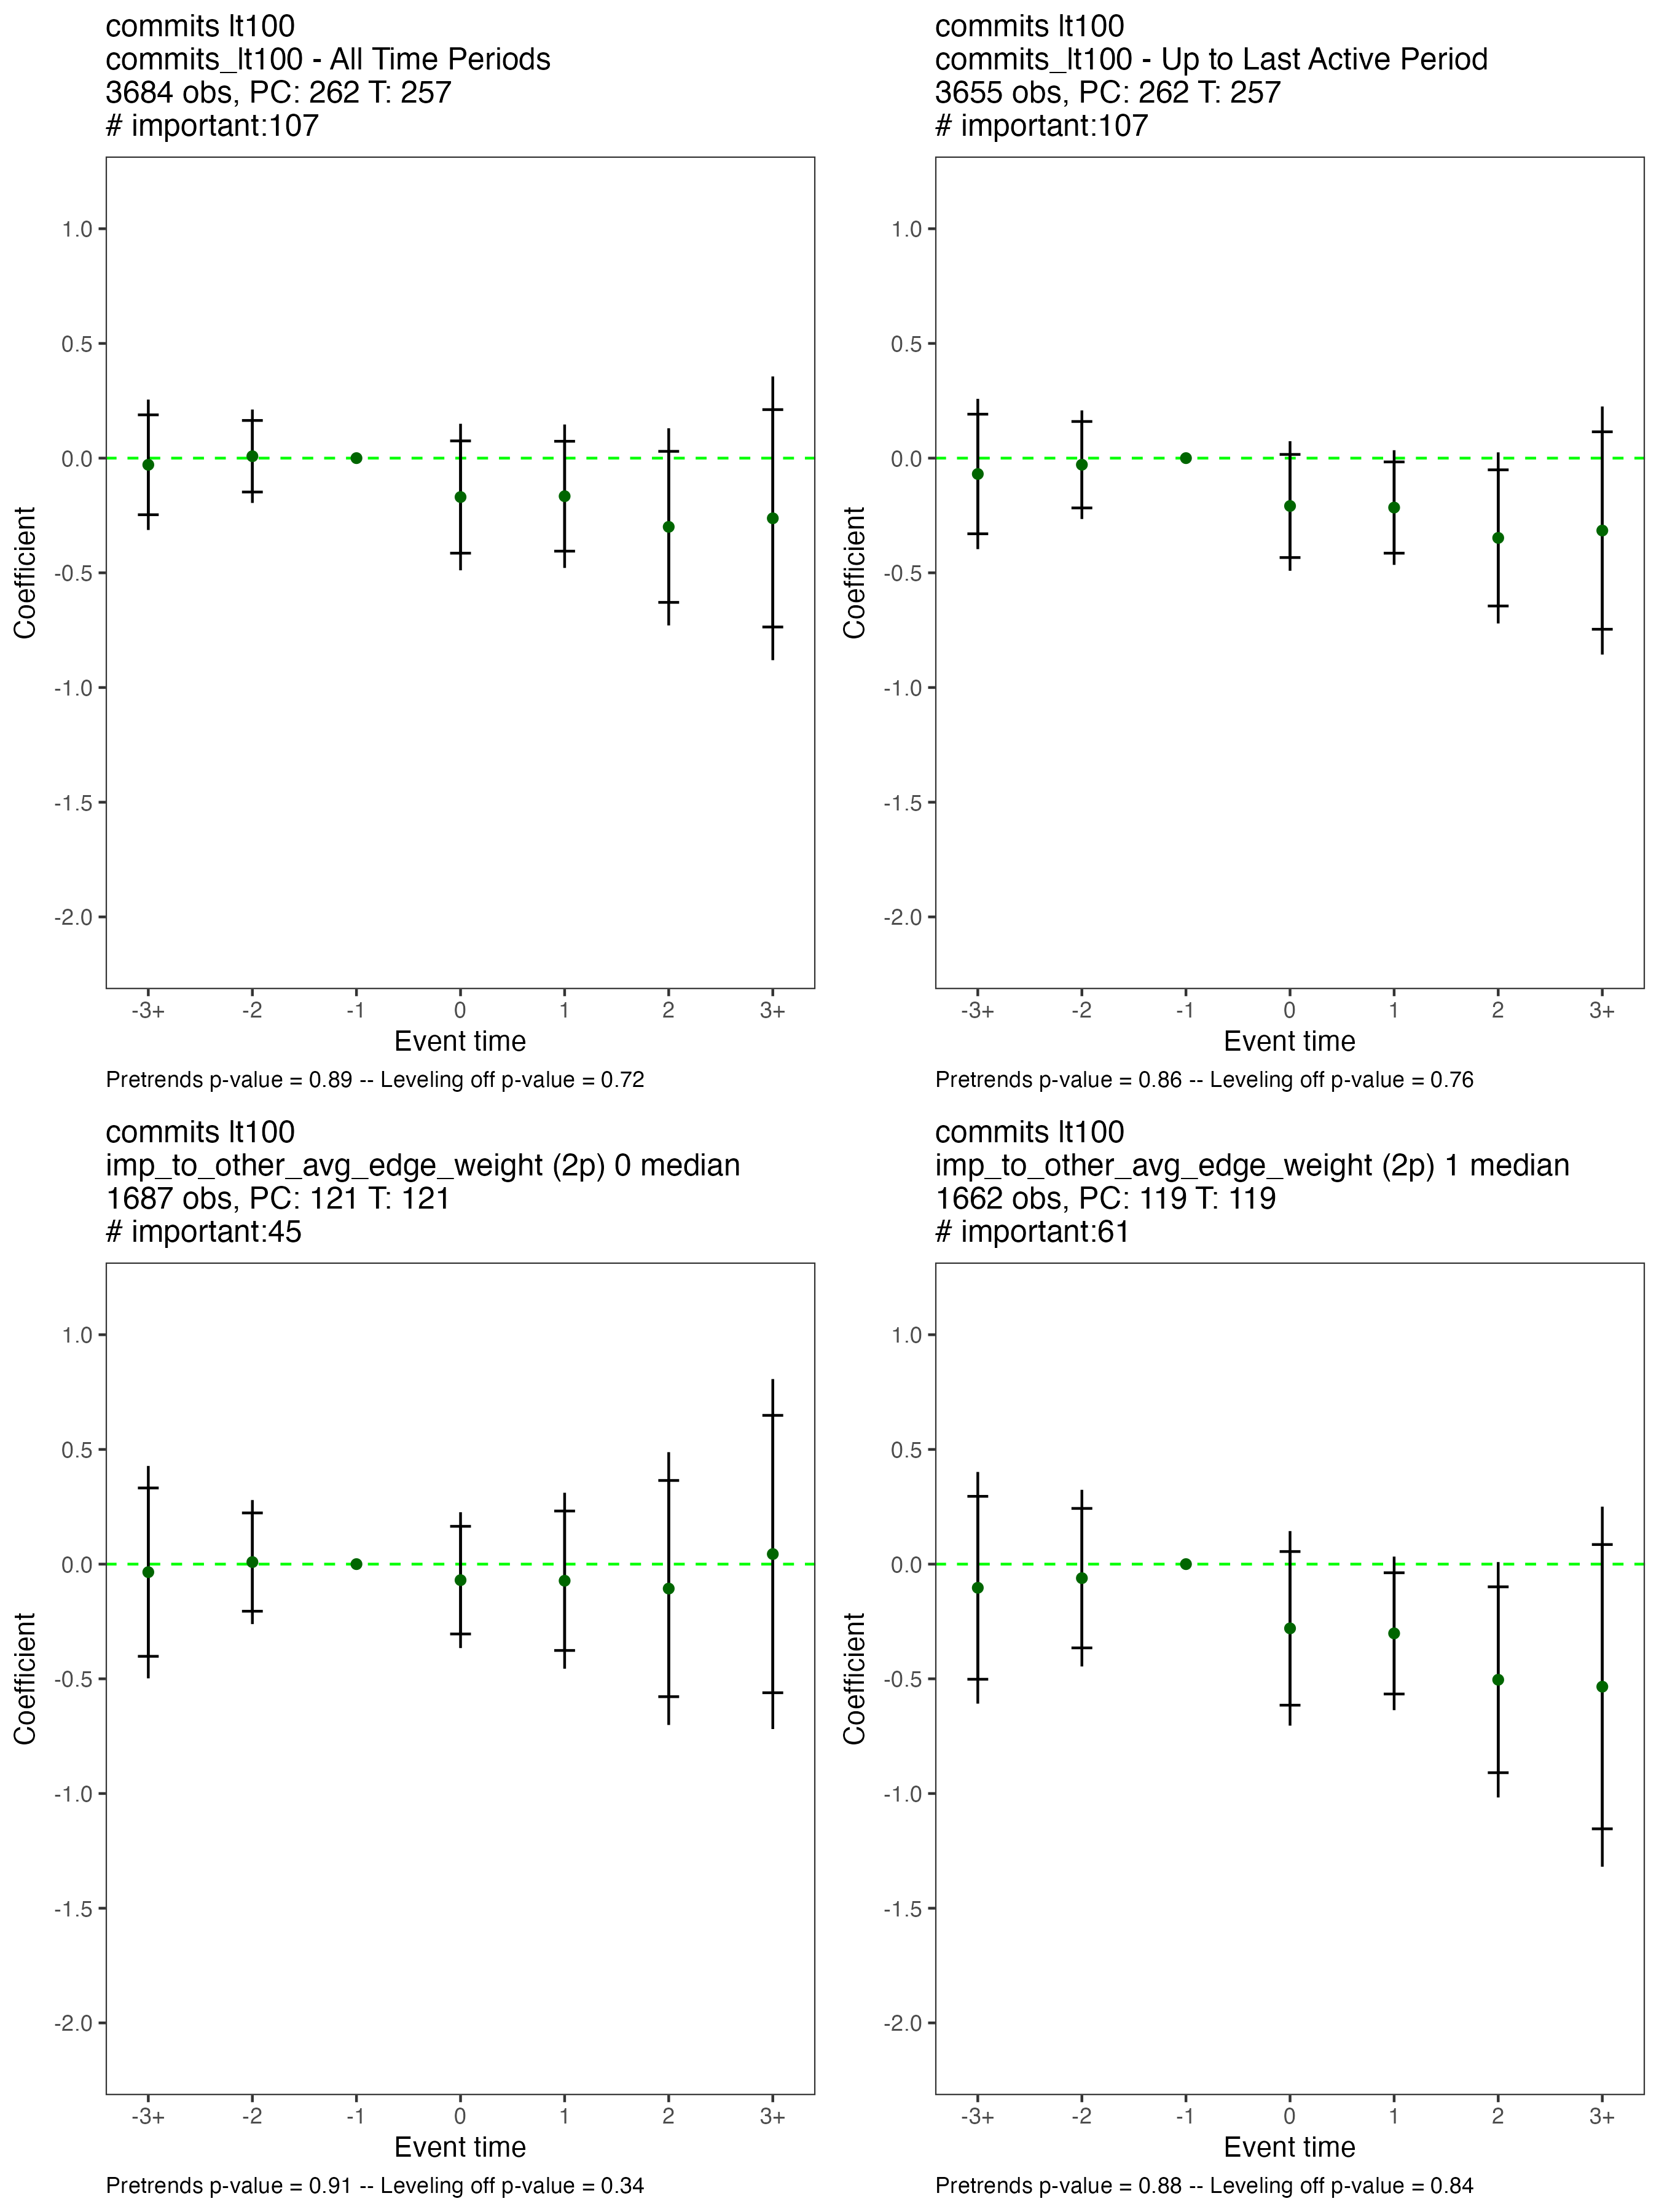 commits lt100
commits_lt100 - All Time Periods
3684 obs, PC: 262 T: 257
# important:107
1.0
0.5
0.0
-0.5
-1.0
-1.5
-2.0
Coefficient
-3+ -2 -1 0 1 2 3+
Event time
Pretrends p-value = 0.89 -- Leveling off p-value = 0.72
commits lt100
commits_lt100 - Up to Last Active Period
3655 obs, PC: 262 T: 257
# important:107
1.0
0.5
0.0
-0.5
-1.0
-1.5
-2.0
Coefficient
-3+ -2 -1 0 1 2 3+
Event time
Pretrends p-value = 0.86 -- Leveling off p-value = 0.76
commits lt100
imp_to_other_avg_edge_weight (2p) 0 median
1687 obs, PC: 121 T: 121
# important:45
1.0
0.5
0.0
-0.5
-1.0
-1.5
-2.0
Coefficient
-3+ -2 -1 0 1 2 3+
Event time
Pretrends p-value = 0.91 -- Leveling off p-value = 0.34
commits lt100
imp_to_other_avg_edge_weight (2p) 1 median
1662 obs, PC: 119 T: 119
# important:61
1.0
0.5
0.0
-0.5
-1.0
-1.5
-2.0
Coefficient
-3+ -2 -1 0 1 2 3+
Event time
Pretrends p-value = 0.88 -- Leveling off p-value = 0.84